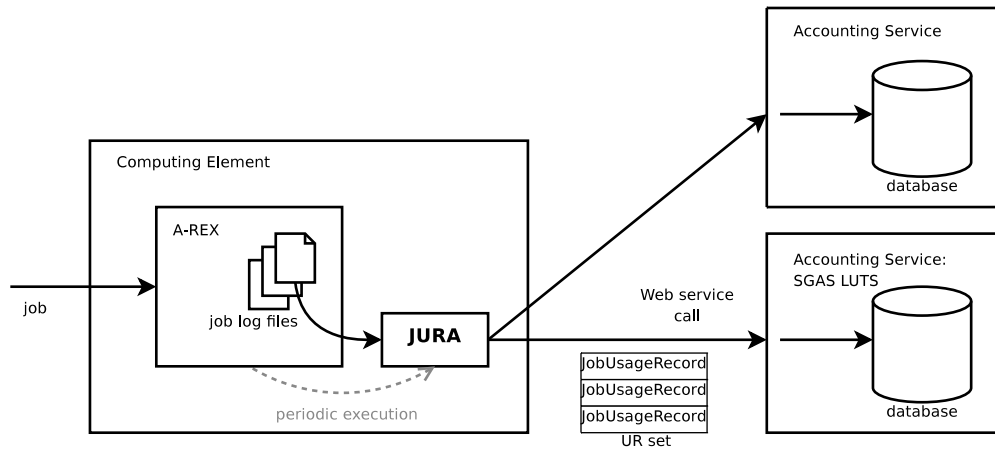 Accounting Service
database
Computing Element
A-REX
job log files
job
JURA
periodic execution
Web service
call
JobUsageRecord
JobUsageRecord
JobUsageRecord
UR set
Accounting Service:
SGAS LUTS
database